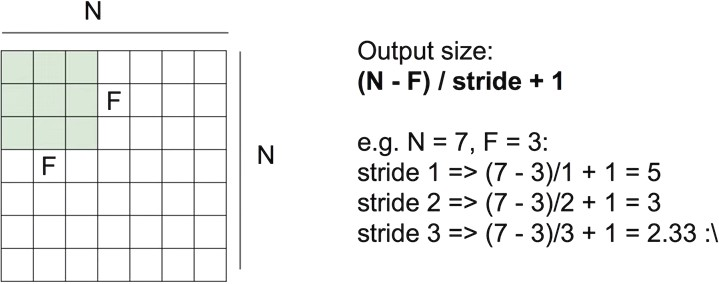 N
F
F
N
Output size:
(N - F) / stride + 1
e.g. N = 7, F = 3:
stride 1 => (7 - 3)/1 + 1 = 5
stride 2 => (7 - 3)/2 + 1 = 3
stride 3 => (7 - 3)/3 + 1 = 2.33 :\